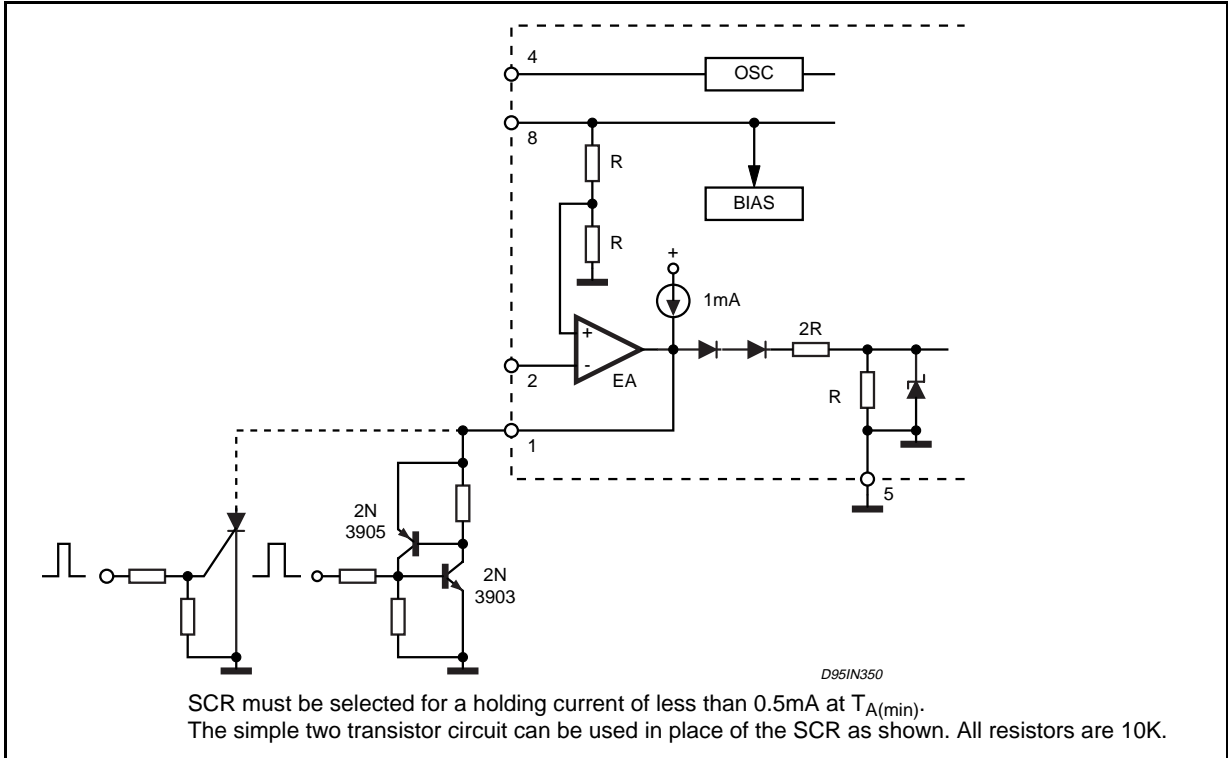 4
OSC
8
R
BIAS
R
+
1mA
2R
+
-
EA
2
R
1
5
2N
3905
2N
3903
D95IN350
SCR must be selected for a holding current of less than 0.5mA at TA(min).
The simple two transistor circuit can be used in place of the SCR as shown. All resistors are 10K.